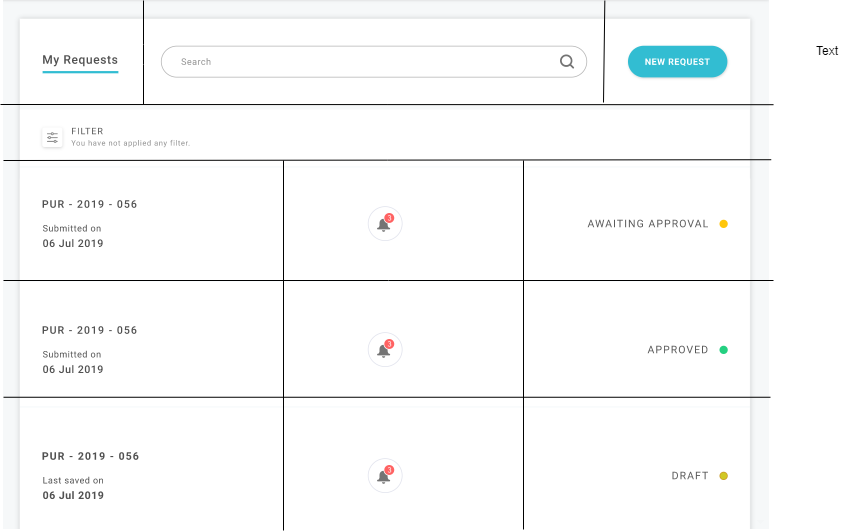 My Requests
Search
NEW REQUEST
Text
FILTER
You have not applied any filter.
PUR - 2019 - 056
Submitted on
06 Jul 2019
3
AWAITING APPROVAL
PUR - 2019 - 056
Submitted on
06 Jul 2019
3
APPROVED
PUR - 2019 - 056
Last saved on
06 Jul 2019
3
DRAFT